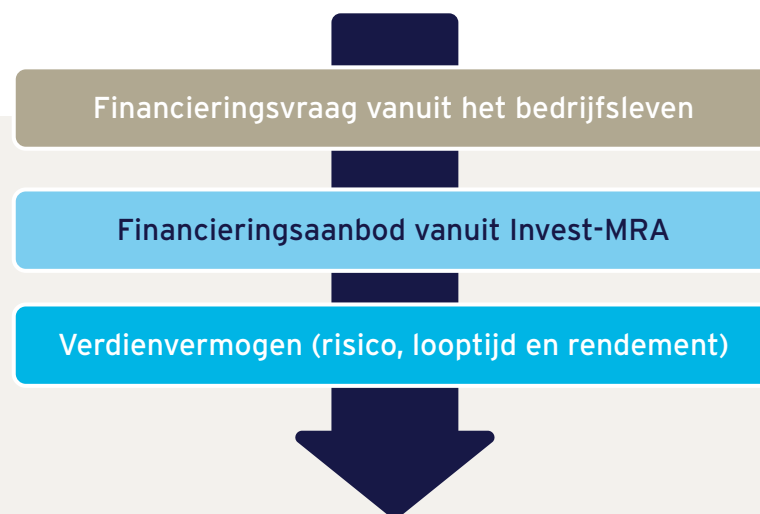 Financieringsvraag vanuit het bedrijfsleven
Financieringsaanbod vanuit Invest-MRA
Verdienvermogen (risico, looptijd en rendement)